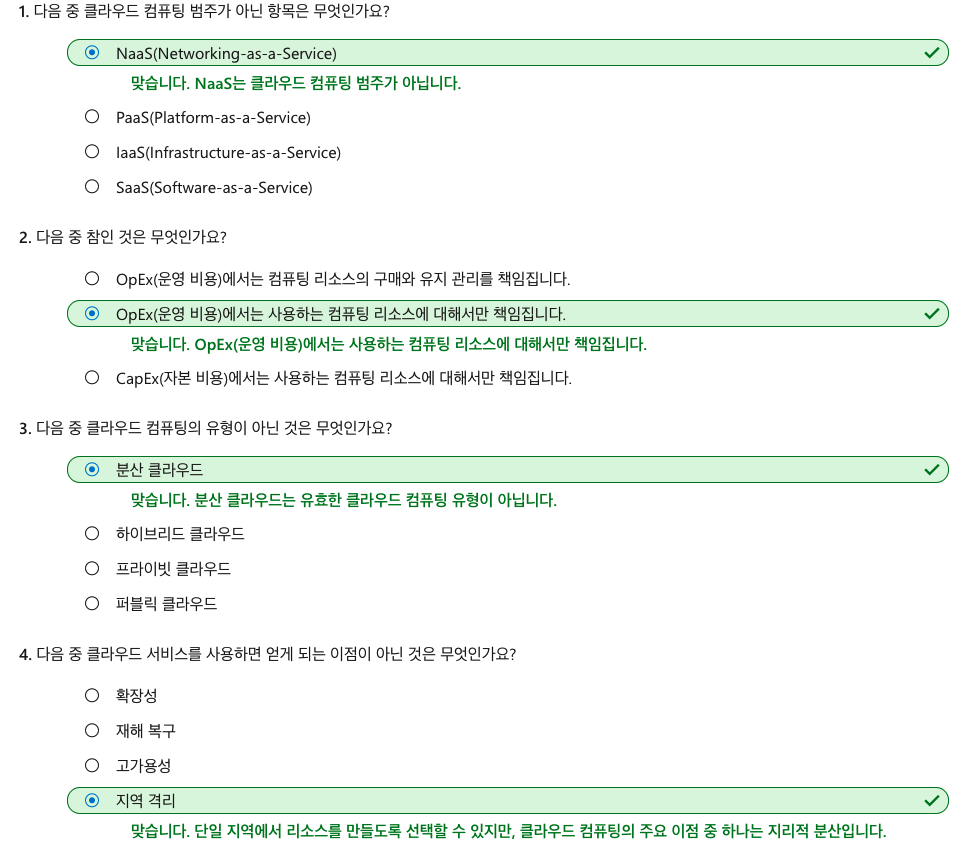 1. 다음 중 클라우드 컴퓨팅 범주가 아닌 항목은 무엇인가요?
NaaS(Networking-as-a-Service)
맞습니다. NaaS는 클라우드 컴퓨팅 범주가 아닙니다.
PaaS(Platform-as-a-Service)
IaaS(Infrastructure-as-a-Service)
SaaS(Software-as-a-Service)
2. 다음 중 참인 것은 무엇인가요?
OpEx(운영 비용)에서는 컴퓨팅 리소스의 구매와 유지 관리를 책임집니다.
OpEx(운영 비용)에서는 사용하는 컴퓨팅 리소스에 대해서만 책임집니다.
맞습니다. OpEx(운영 비용)에서는 사용하는 컴퓨팅 리소스에 대해서만 책임집니다.
CapEx(자본 비용)에서는 사용하는 컴퓨팅 리소스에 대해서만 책임집니다.
3. 다음 중 클라우드 컴퓨팅의 유형이 아닌 것은 무엇인가요?
분산 클라우드
맞습니다. 분산 클라우드는 유효한 클라우드 컴퓨팅 유형이 아닙니다.
하이브리드 클라우드
프라이빗 클라우드
퍼블릭 클라우드
4. 다음 중 클라우드 서비스를 사용하면 얻게 되는 이점이 아닌 것은 무엇인가요?
확장성
재해 복구
고가용성
지역 격리
맞습니다. 단일 지역에서 리소스를 만들도록 선택할 수 있지만, 클라우드 컴퓨팅의 주요 이점 중 하나는 지리적 분산입니다.